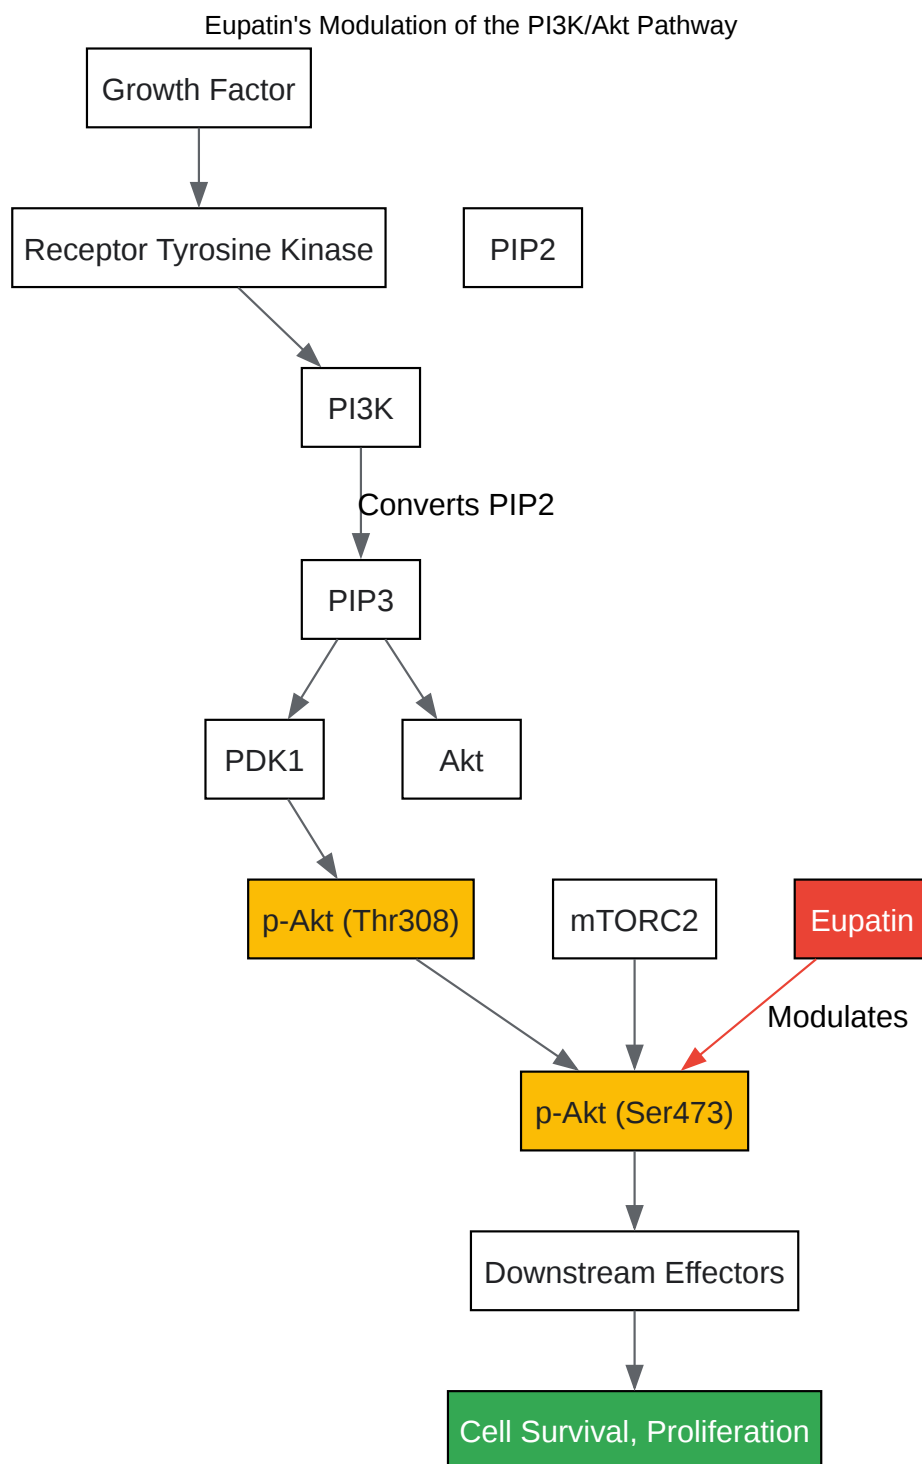 Eupatin's Modulation of the PI3K/Akt Pathway
Growth Factor
Receptor Tyrosine Kinase
PIP2
PI3K
Converts PIP2
PIP3
PDK1
Akt
p-Akt (Thr308)
mTORC2
Eupatin
Modulates
p-Akt (Ser473)
Downstream Effectors
Cell Survival, Proliferation